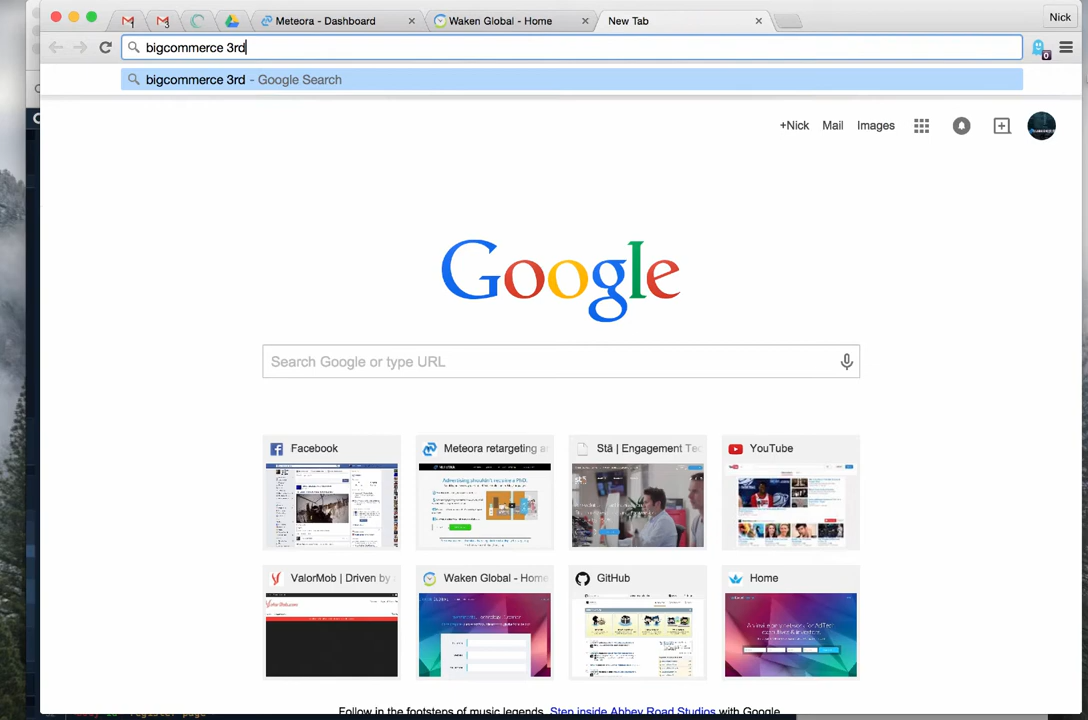 Meteora - Dashboard
Waken Global - Home
New Tab
Nick
bigcommerce 3rd
bigcommerce 3rd - Google Search
+Nick Mail Images
Google
Search Google or type URL
Facebook
Meteora retargeting a
Stā | Engagement Tec
YouTube
ValorMob | Driven by
Waken Global - Home
GitHub
Home
Follow in the footsteps of music legends. Step inside Abbey Road Studios with Google